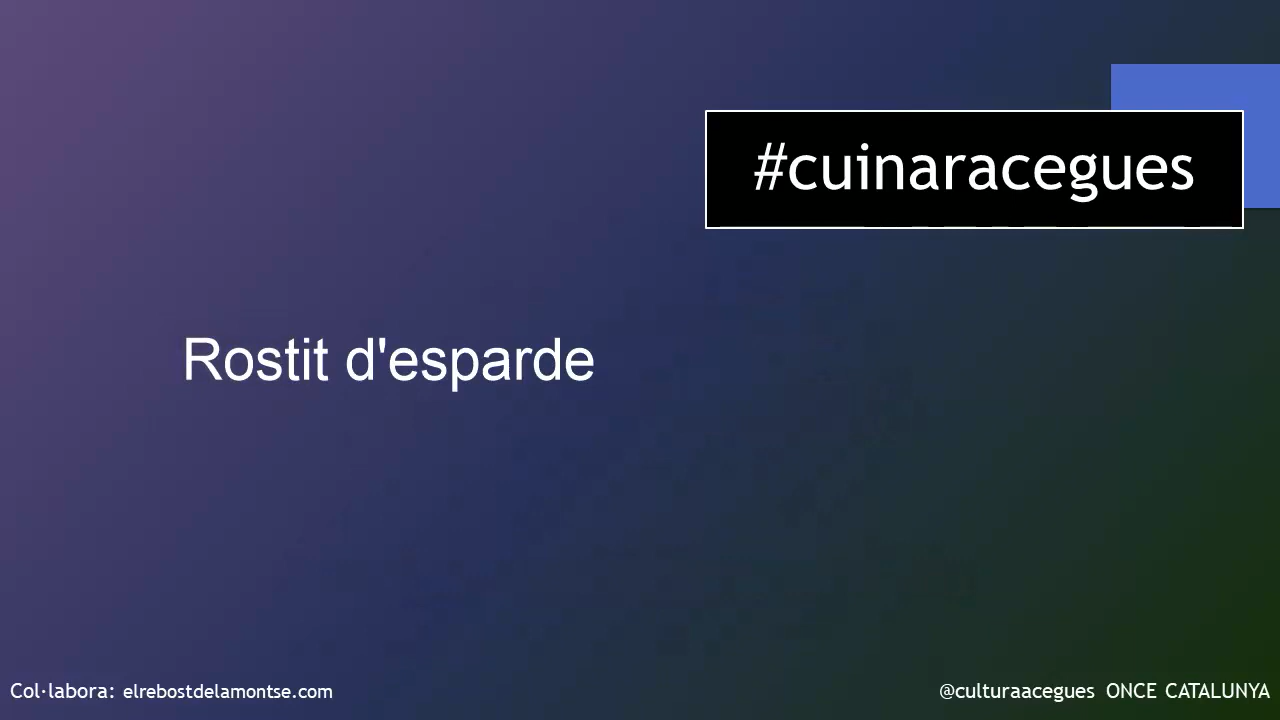 #cuinaracegues
Rostit d'esparde
Col·labora: elrebostdelamontse.com
@culturaacegues ONCE CATALUNYA